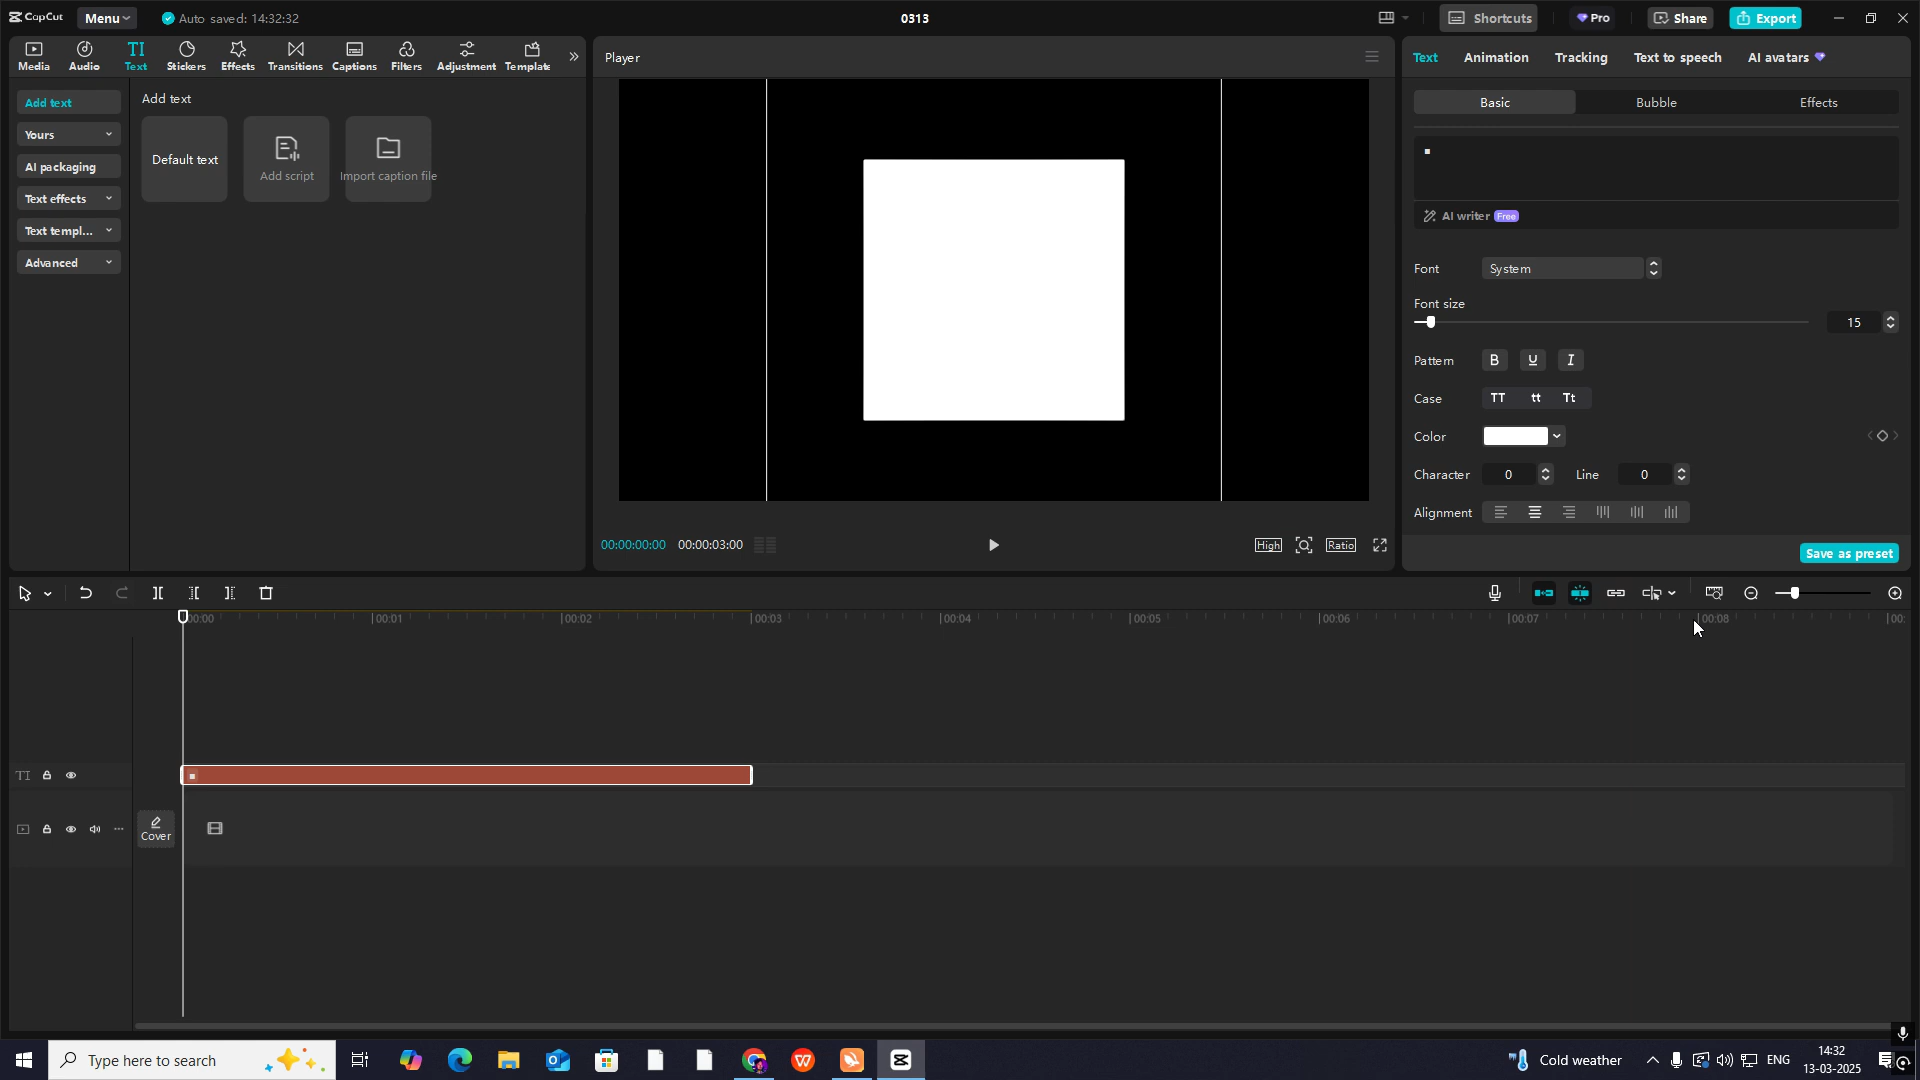 CapCut Menu Auto saved: 14:32:32 0313 Shortcuts Pro Share Export
Media Audio Text Stickers Effects Transitions Captions Filters Adjustment Template
TI
Player
Text Animation Tracking Text to speech AI avatars
Add text
Yours
AI packaging
Text effects
Text templ...
Advanced
Add text
Default text
Add script
Import caption file
Basic Bubble Effects
AI writer Free
Font System
Font size
15
Pattern B U I
Case TT tt Tt
Color
Character 0 Line 0
Alignment
Save as preset
00:00:00:00 00:00:03:00
High Ratio
00:00 00:01 00:02 00:03 00:04 00:05 00:06 00:07 00:08 00:
TI
Cover
Type here to search
Cold weather
ENG
14:32
13-03-2025